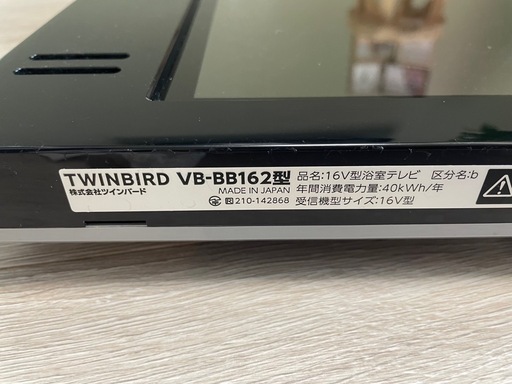 TWINBIRD VB-BB162型
株式会社ツインバード
MADE IN JAPAN
R 210-142868
品名:16V型浴室テレビ 区分名:b
年間消費電力量:40kWh/年
受信機型サイズ:16V型